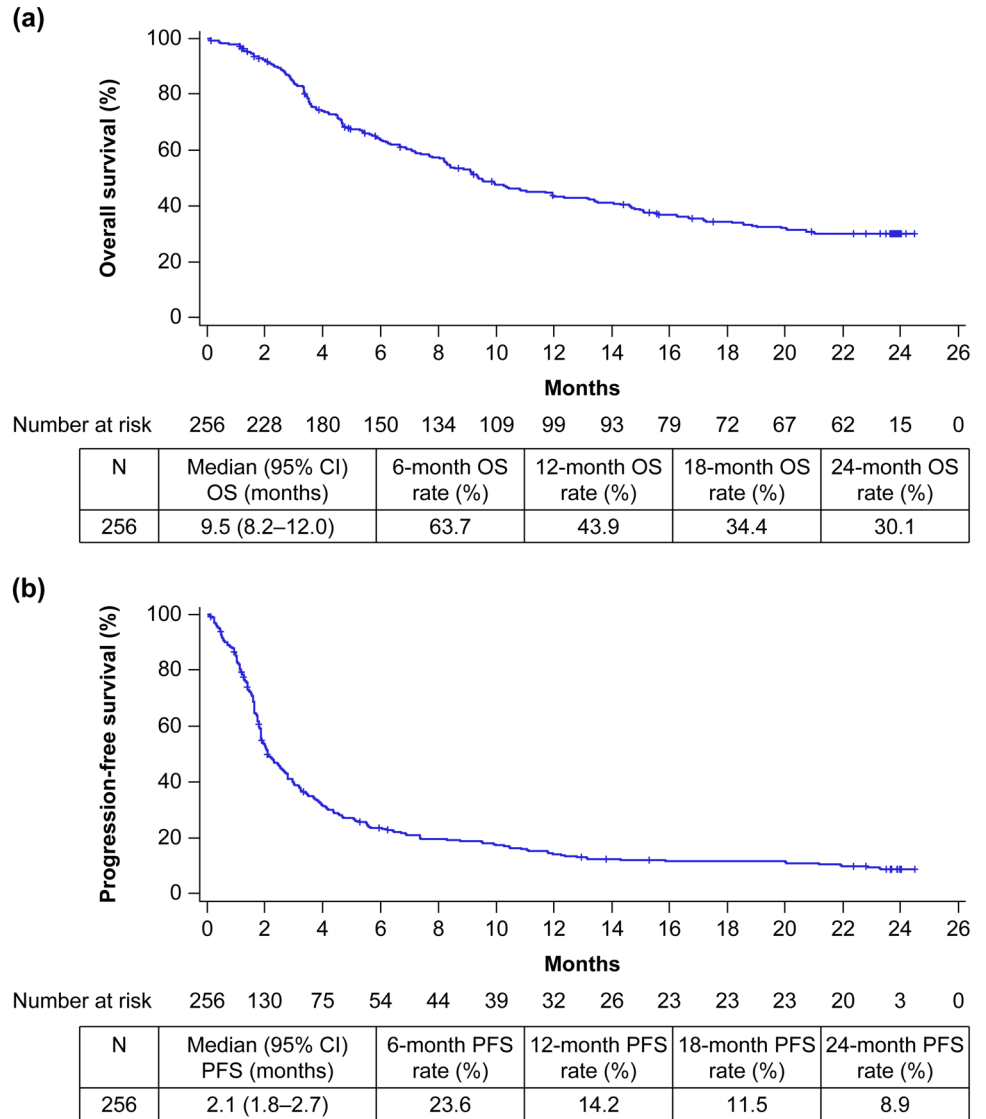 (a)
Overall survival (%)
100
80
60
40
20
0
0 2 4 6 8 10 12 14 16 18 20 22 24 26
Months
Number at risk 256 228 180 150 134 109 99 93 79 72 67 62 15 0
N Median (95% CI) 6-month OS 12-month OS 18-month OS 24-month OS
OS (months) rate (%) rate (%) rate (%) rate (%)
256 9.5 (8.2–12.0) 63.7 43.9 34.4 30.1
(b)
Progression-free survival (%)
100
80
60
40
20
0
0 2 4 6 8 10 12 14 16 18 20 22 24 26
Months
Number at risk 256 130 75 54 44 39 32 26 23 23 23 20 3 0
N Median (95% CI) 6-month PFS 12-month PFS 18-month PFS 24-month PFS
PFS (months) rate (%) rate (%) rate (%) rate (%)
256 2.1 (1.8–2.7) 23.6 14.2 11.5 8.9